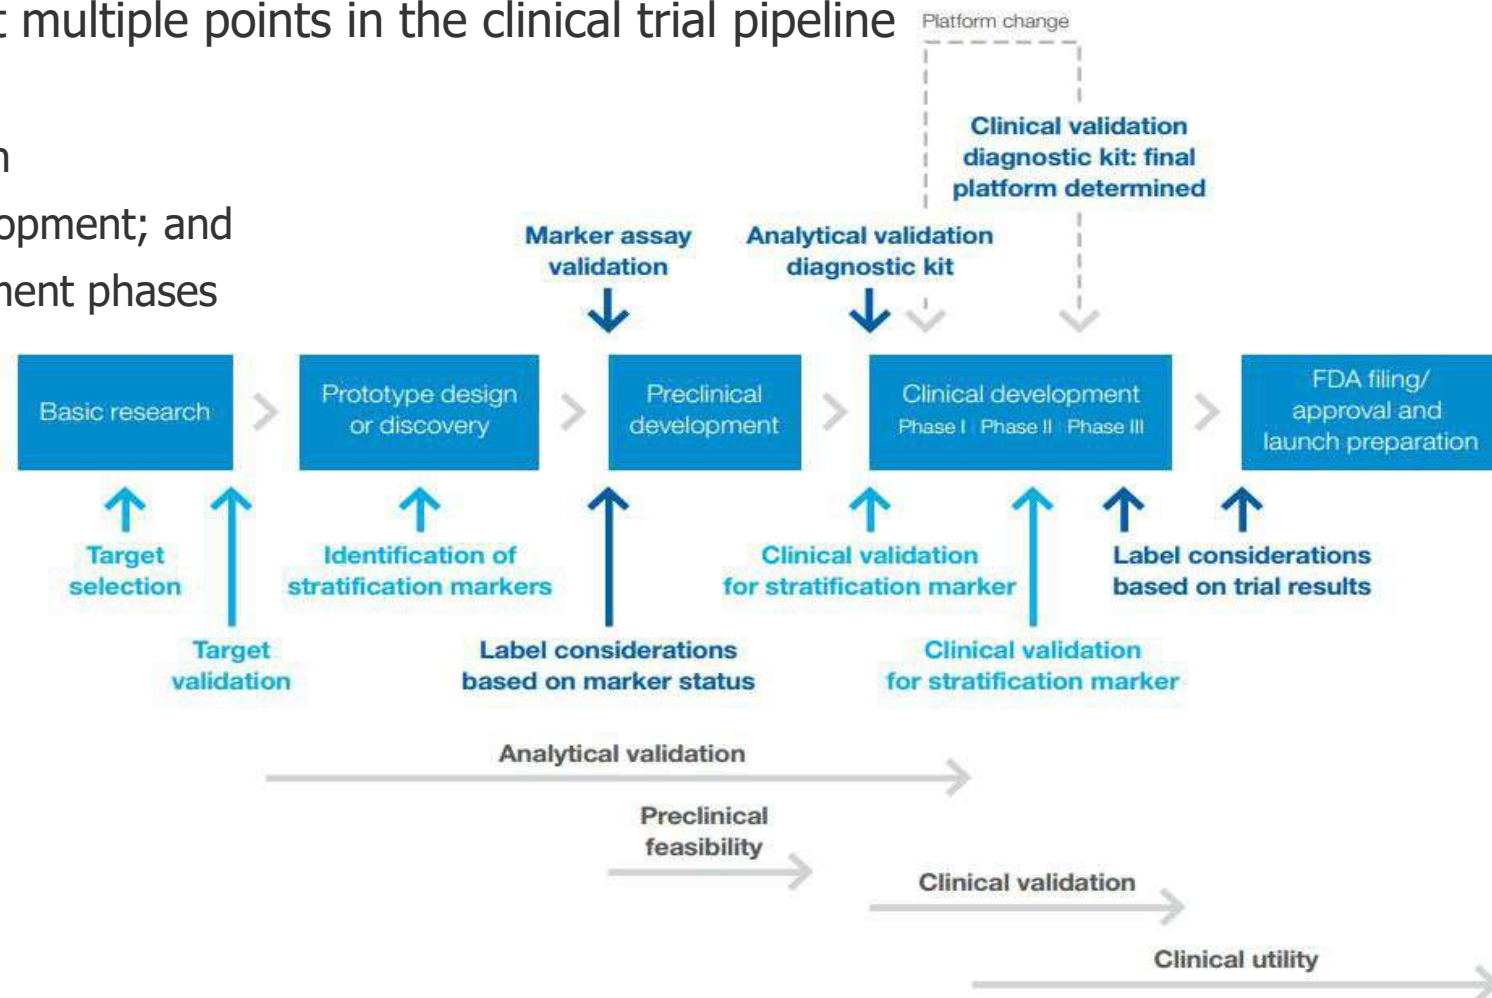 t multiple points in the clinical trial pipeline
Platform change
n
opment; and
nent phases
Clinical validation
diagnostic kit: final
platform determined
Marker assay
validation
Analytical validation
diagnostic kit
Basic research
Prototype design
or discovery
Preclinical
development
Clinical development
Phase I Phase II Phase III
FDA filing/
approval and
launch preparation
Target
selection
Identification of
stratification markers
Clinical validation
for stratification marker
Label considerations
based on trial results
Target
validation
Label considerations
based on marker status
Clinical validation
for stratification marker
Analytical validation
Preclinical
feasibility
Clinical validation
Clinical utility